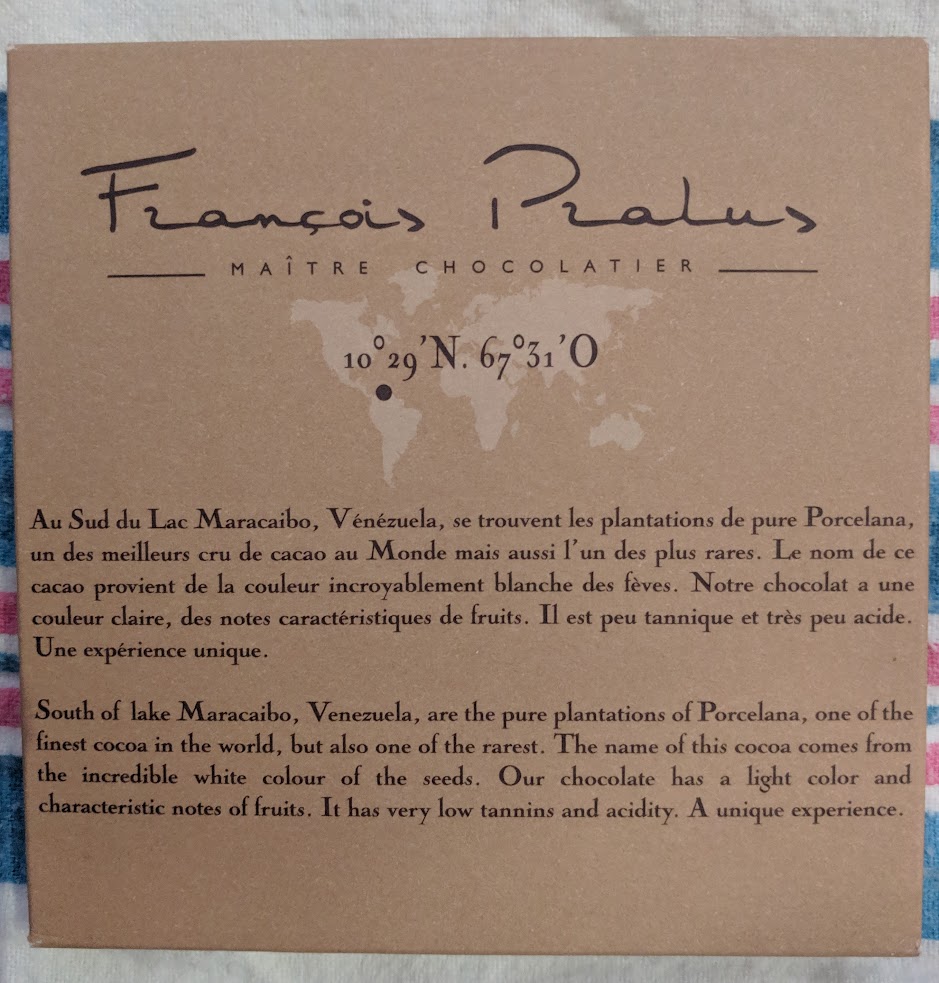 François Pralus
MAÎTRE CHOCOLATIER
10°29'N. 67°31'O
Au Sud du Lac Maracaibo, Vénézuela, se trouvent les plantations de pure Porcelana,
un des meilleurs cru de cacao au Monde mais aussi l'un des plus rares. Le nom de ce
cacao provient de la couleur incroyablement blanche des fèves. Notre chocolat a une
couleur claire, des notes caractéristiques de fruits. Il est peu tannique et très peu acide.
Une expérience unique.
South of lake Maracaibo, Venezuela, are the pure plantations of Porcelana, one of the
finest cocoa in the world, but also one of the rarest. The name of this cocoa comes from
the incredible white colour of the seeds. Our chocolate has a light color and
characteristic notes of fruits. It has very low tannins and acidity. A unique experience.